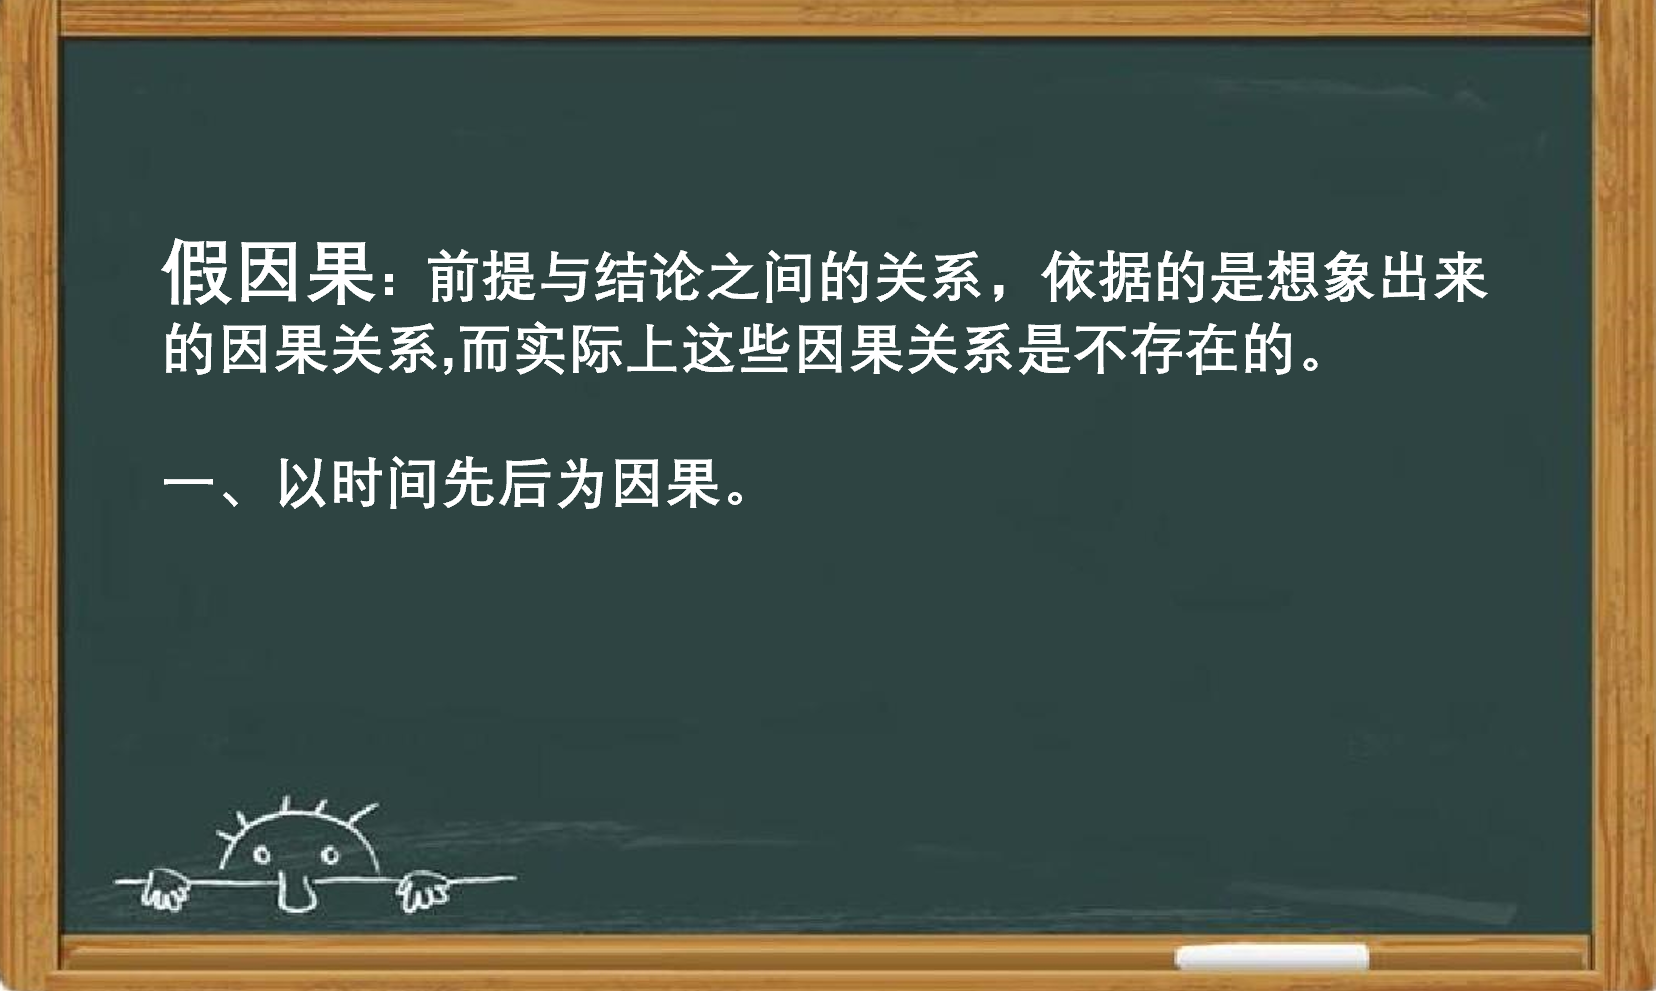 假因果：前提与结论之间的关系，依据的是想象出来
的因果关系,而实际上这些因果关系是不存在的。
一、以时间先后为因果。